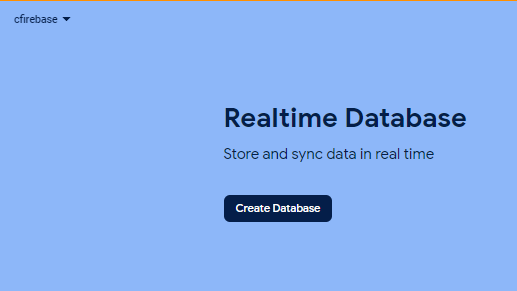 cfirebase
Realtime Database
Store and sync data in real time
Create Database